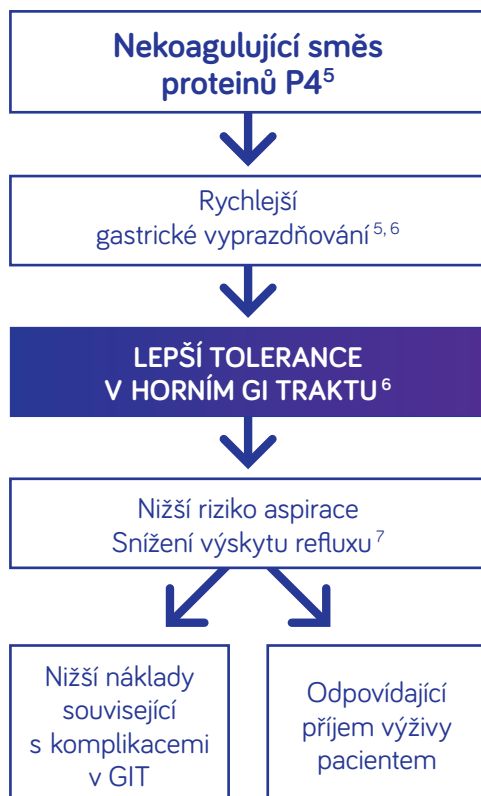 Nekoagulující směs
proteinů P4⁵
Rychlejší
gastrické vyprazdňování⁵˒ ⁶
LEPŠÍ TOLERANCE
V HORNÍM GI TRAKTU⁶
Nižší riziko aspirace
Snížení výskytu refluxu⁷
Nižší náklady
související
s komplikacemi
v GIT
Odpovídající
příjem výživy
pacientem